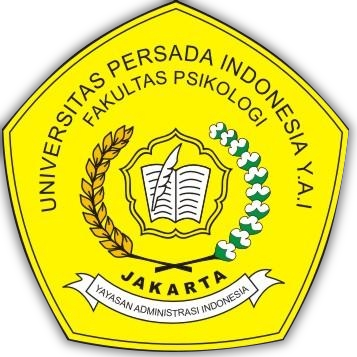 UNIVERSITAS PERSADA INDONESIA Y.A.I
FAKULTAS PSIKOLOGI
JAKARTA
YAYASAN ADMINISTRASI INDONESIA